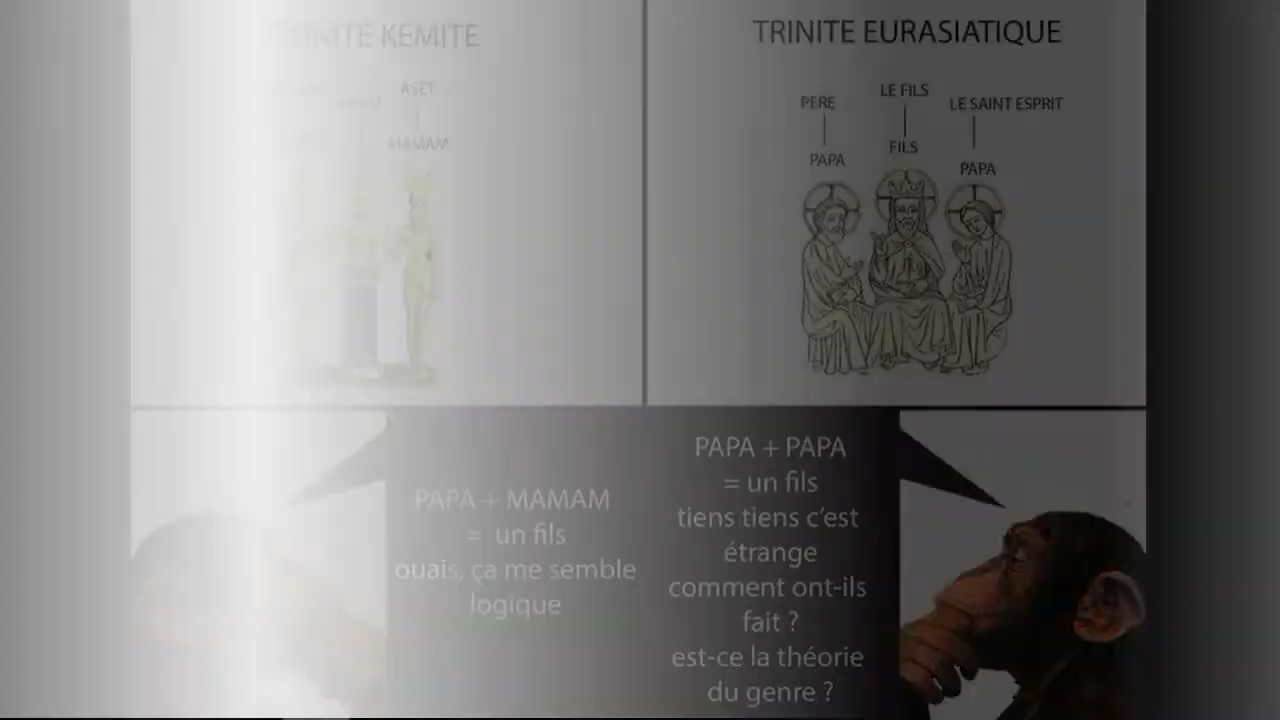 TRINITE KEMITE
ASET
MAMAM
TRINITE EURASIATIQUE
PERE
LE FILS
LE SAINT ESPRIT
PAPA
FILS
PAPA
PAPA + MAMAM
= un fils
ouais, ça me semble
logique
PAPA + PAPA
= un fils
tiens tiens c'est
étrange
comment ont-ils
fait ?
est-ce la théorie
du genre ?